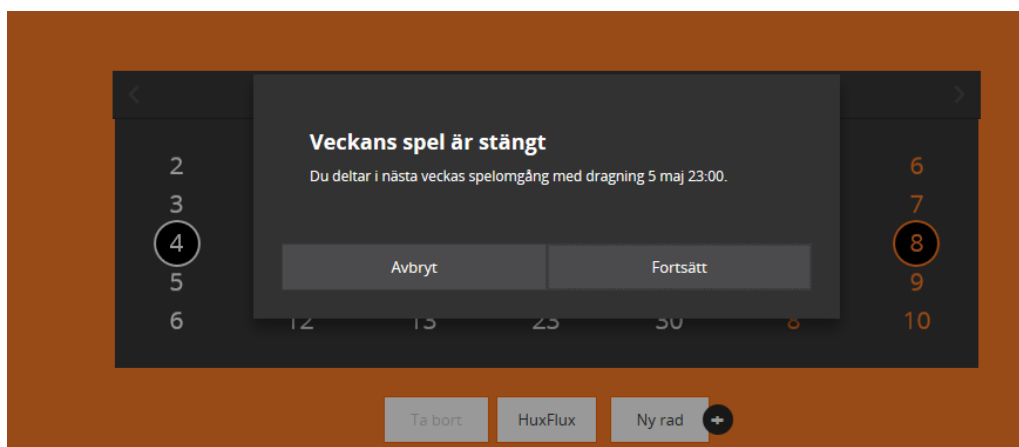 Veckans spel är stängt
Du deltar i nästa veckas spelomgång med dragning 5 maj 23:00.
Avbryt Fortsätt
2 6
3 7
4 8
5 9
6 12 13 23 30 8 10
Ta bort HuxFlux Ny rad +